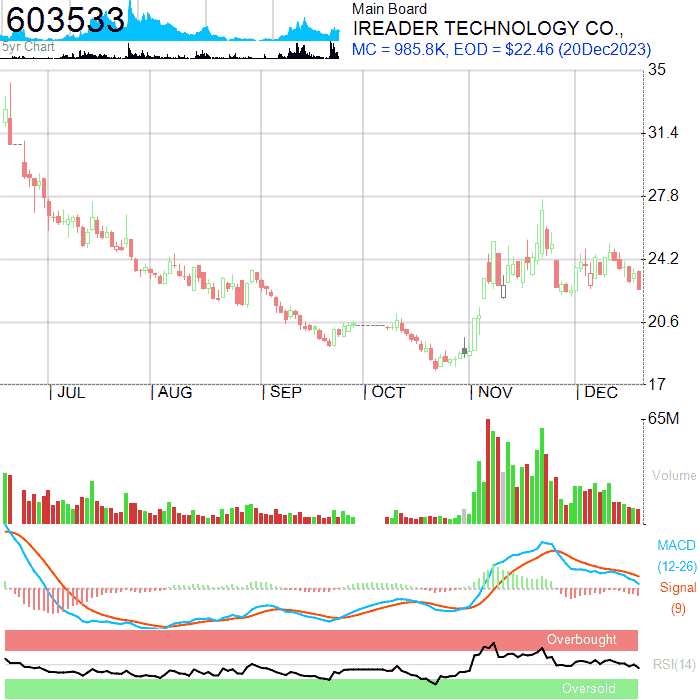 603533
5yr Chart
Main Board
IREADER TECHNOLOGY CO.,
MC = 985.8K, EOD = $22.46 (20Dec2023)
35
31.4
27.8
24.2
20.6
17
| JUL | AUG | SEP | OCT | NOV | DEC
65M
Volume
MACD
(12-26)
Signal
(9)
Overbought
RSI(14)
Oversold